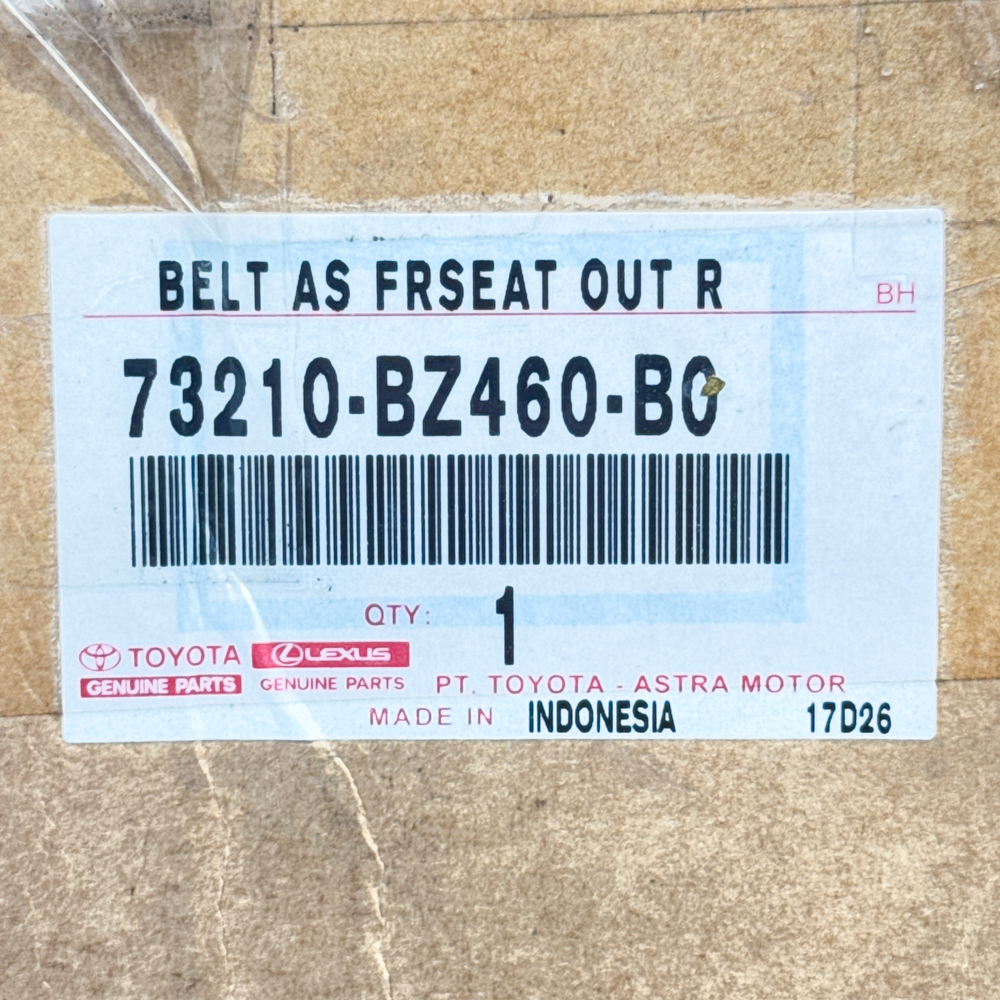 BELT AS FRSEAT OUT R
BH
73210-BZ460-B0
QTY: 1
TOYOTA LEXUS
GENUINE PARTS GENUINE PARTS PT. TOYOTA - ASTRA MOTOR
MADE IN INDONESIA 17D26